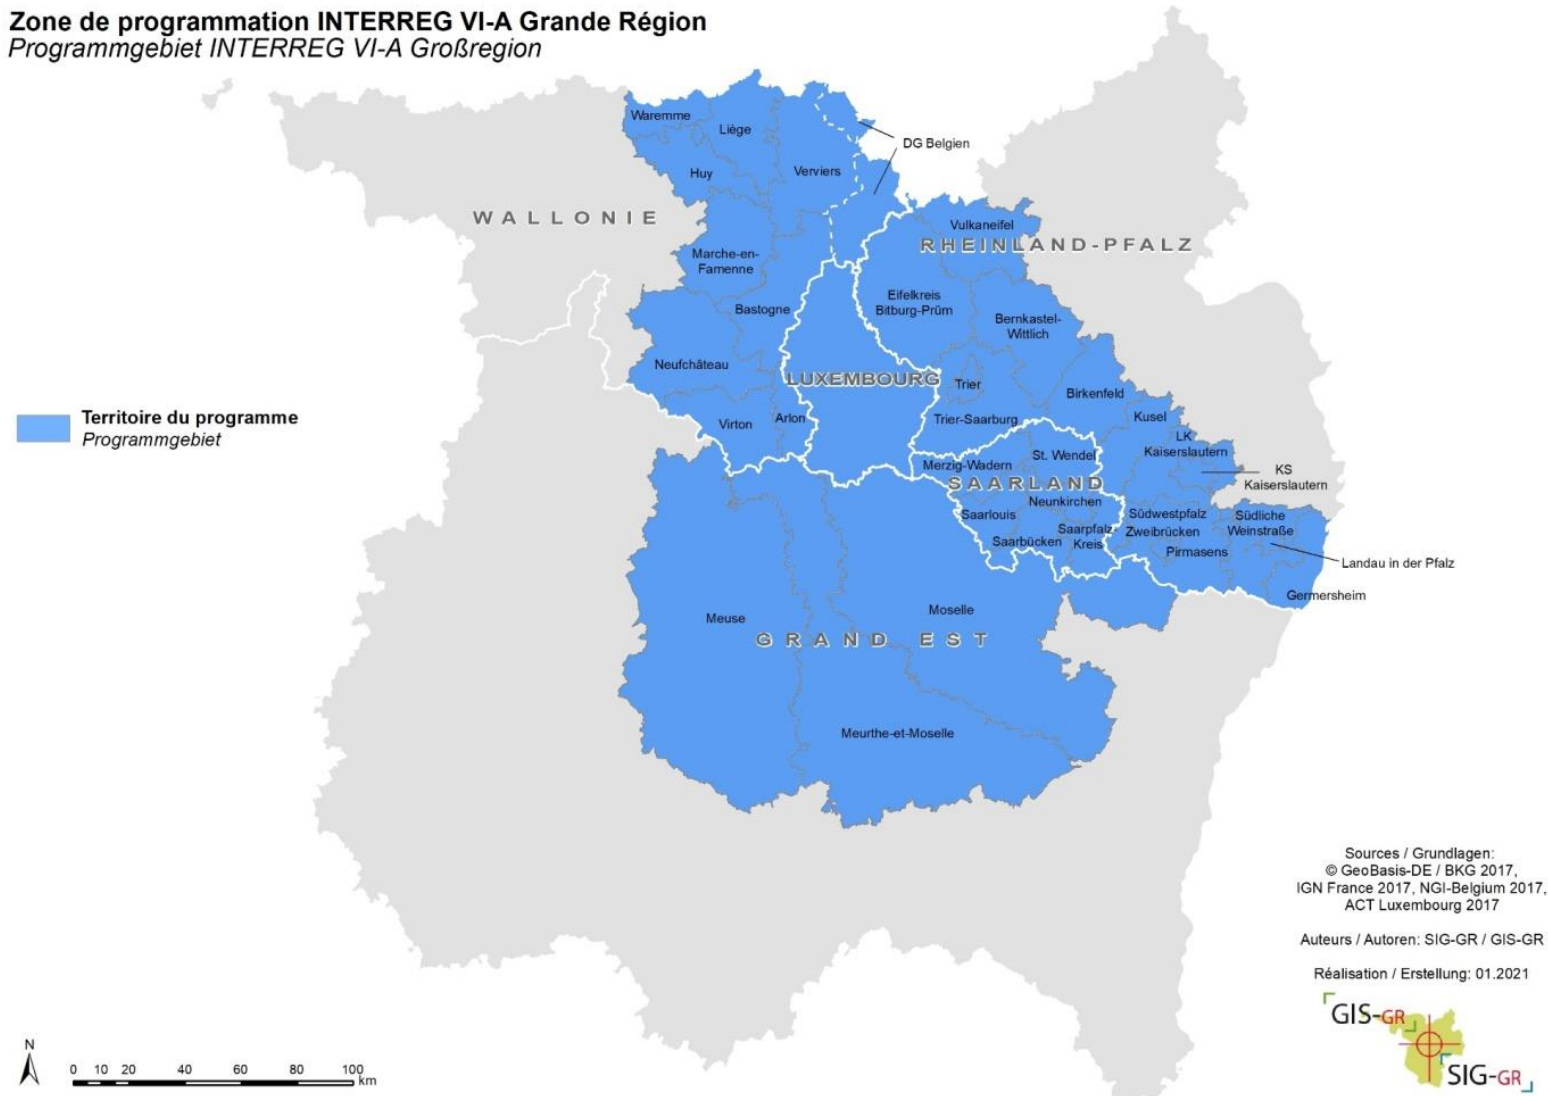 Zone de programmation INTERREG VI-A Grande Région
Programmgebiet INTERREG VI-A Großregion
Waremme
Liège
DG Belgien
Huy
Verviers
WALLONIE
Vulkaneifel
RHEINLAND-PFALZ
Marche-en-
Famenne
Eifelkreis
Bitburg-Prüm
Bastogne
Bernkastel-
Wittlich
Neufchâteau
LUXEMBOURG
Trier
Birkenfeld
Territoire du programme
Programmgebiet
Virton
Arlon
Trier-Saarburg
Kusel
LK
Kaiserslautern
St. Wendel
Merzig-Wadern
KS
Kaiserslautern
SAARLAND
Neunkirchen
Saarlouis
Südwestpfalz
Südliche
Weinstraße
Saarpfalz-
Kreis
Zweibrücken
Saarbücken
Pirmasens
Landau in der Pfalz
Germersheim
Meuse
Moselle
GRAND EST
Meurthe-et-Moselle
Sources / Grundlagen:
© GeoBasis-DE / BKG 2017,
IGN France 2017, NGI-Belgium 2017,
ACT Luxembourg 2017
Auteurs / Autoren: SIG-GR / GIS-GR
Réalisation / Erstellung: 01.2021
GIS-GR
SIG-GR
N
0 10 20 40 60 80 100
km